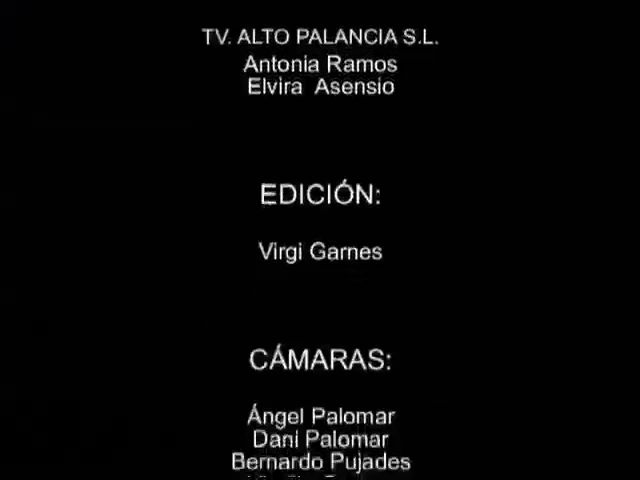 TV. ALTO PALANCIA S.L.
Antonia Ramos
Elvira Asensio
EDICIÓN:
Virgi Garnes
CÁMARAS:
Ángel Palomar
Dani Palomar
Bernardo Pujades